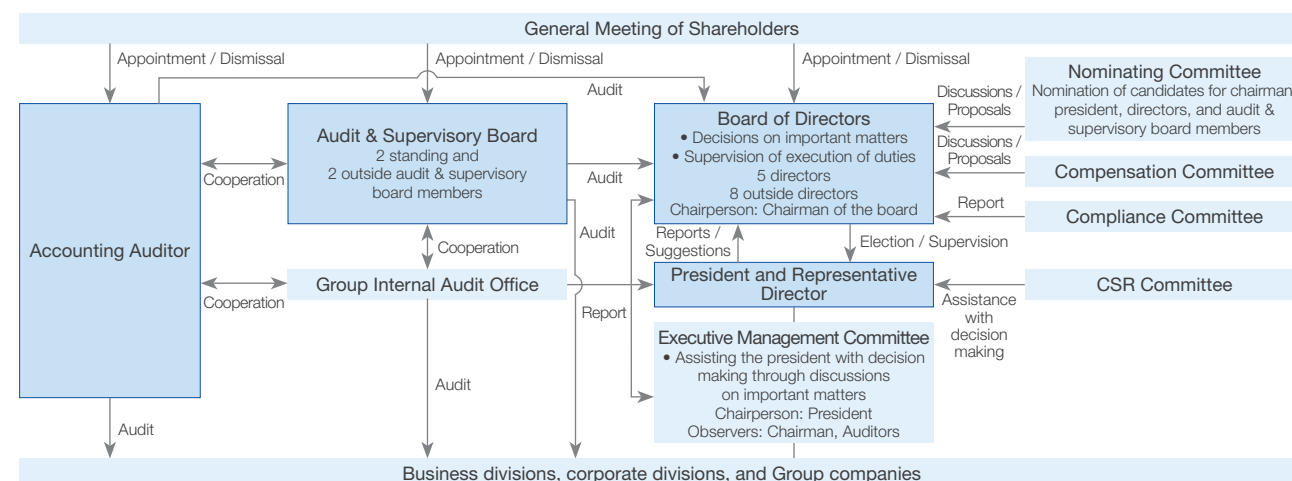 General Meeting of Shareholders
Appointment / Dismissal
Appointment / Dismissal
Appointment / Dismissal
Audit
Accounting Auditor
Cooperation
Cooperation
Audit
Audit & Supervisory Board
2 standing and
2 outside audit & supervisory
board members
Cooperation
Group Internal Audit Office
Audit
Audit
Audit
Report
Board of Directors
• Decisions on important matters
• Supervision of execution of duties
5 directors
8 outside directors
Chairperson: Chairman of the board
Reports /
Suggestions
Election / Supervision
President and Representative
Director
Executive Management Committee
• Assisting the president with decision
making through discussions
on important matters
Chairperson: President
Observers: Chairman, Auditors
Discussions /
Proposals
Nominating Committee
Nomination of candidates for chairman
president, directors, and audit &
supervisory board members
Discussions /
Proposals
Compensation Committee
Report
Compliance Committee
CSR Committee
Assistance
with
decision
making
Business divisions, corporate divisions, and Group companies